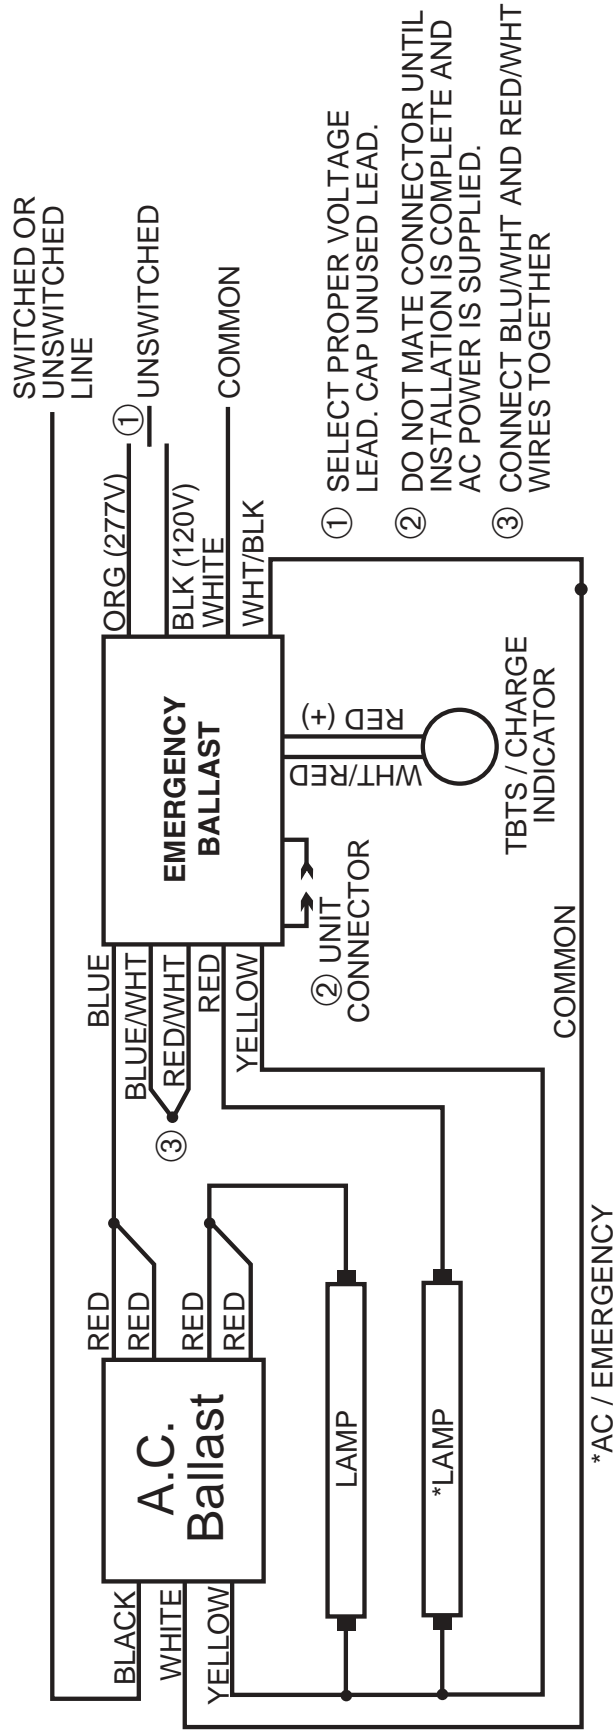 SWITCHED OR
UNSWITCHED
LINE
ORG (277V)
① UNSWITCHED
BLK (120V)
WHITE
COMMON
WHT/BLK
EMERGENCY
BALLAST
BLUE
BLUE/WHT
RED/WHT
RED
YELLOW
③
② UNIT
CONNECTOR
RED (+)
WHT/RED
TBTS / CHARGE
INDICATOR
RED
RED
RED
RED
A.C.
Ballast
BLACK
WHITE
YELLOW
LAMP
*LAMP
COMMON
*AC / EMERGENCY
① SELECT PROPER VOLTAGE
LEAD. CAP UNUSED LEAD.
② DO NOT MATE CONNECTOR UNTIL
INSTALLATION IS COMPLETE AND
AC POWER IS SUPPLIED.
③ CONNECT BLU/WHT AND RED/WHT
WIRES TOGETHER